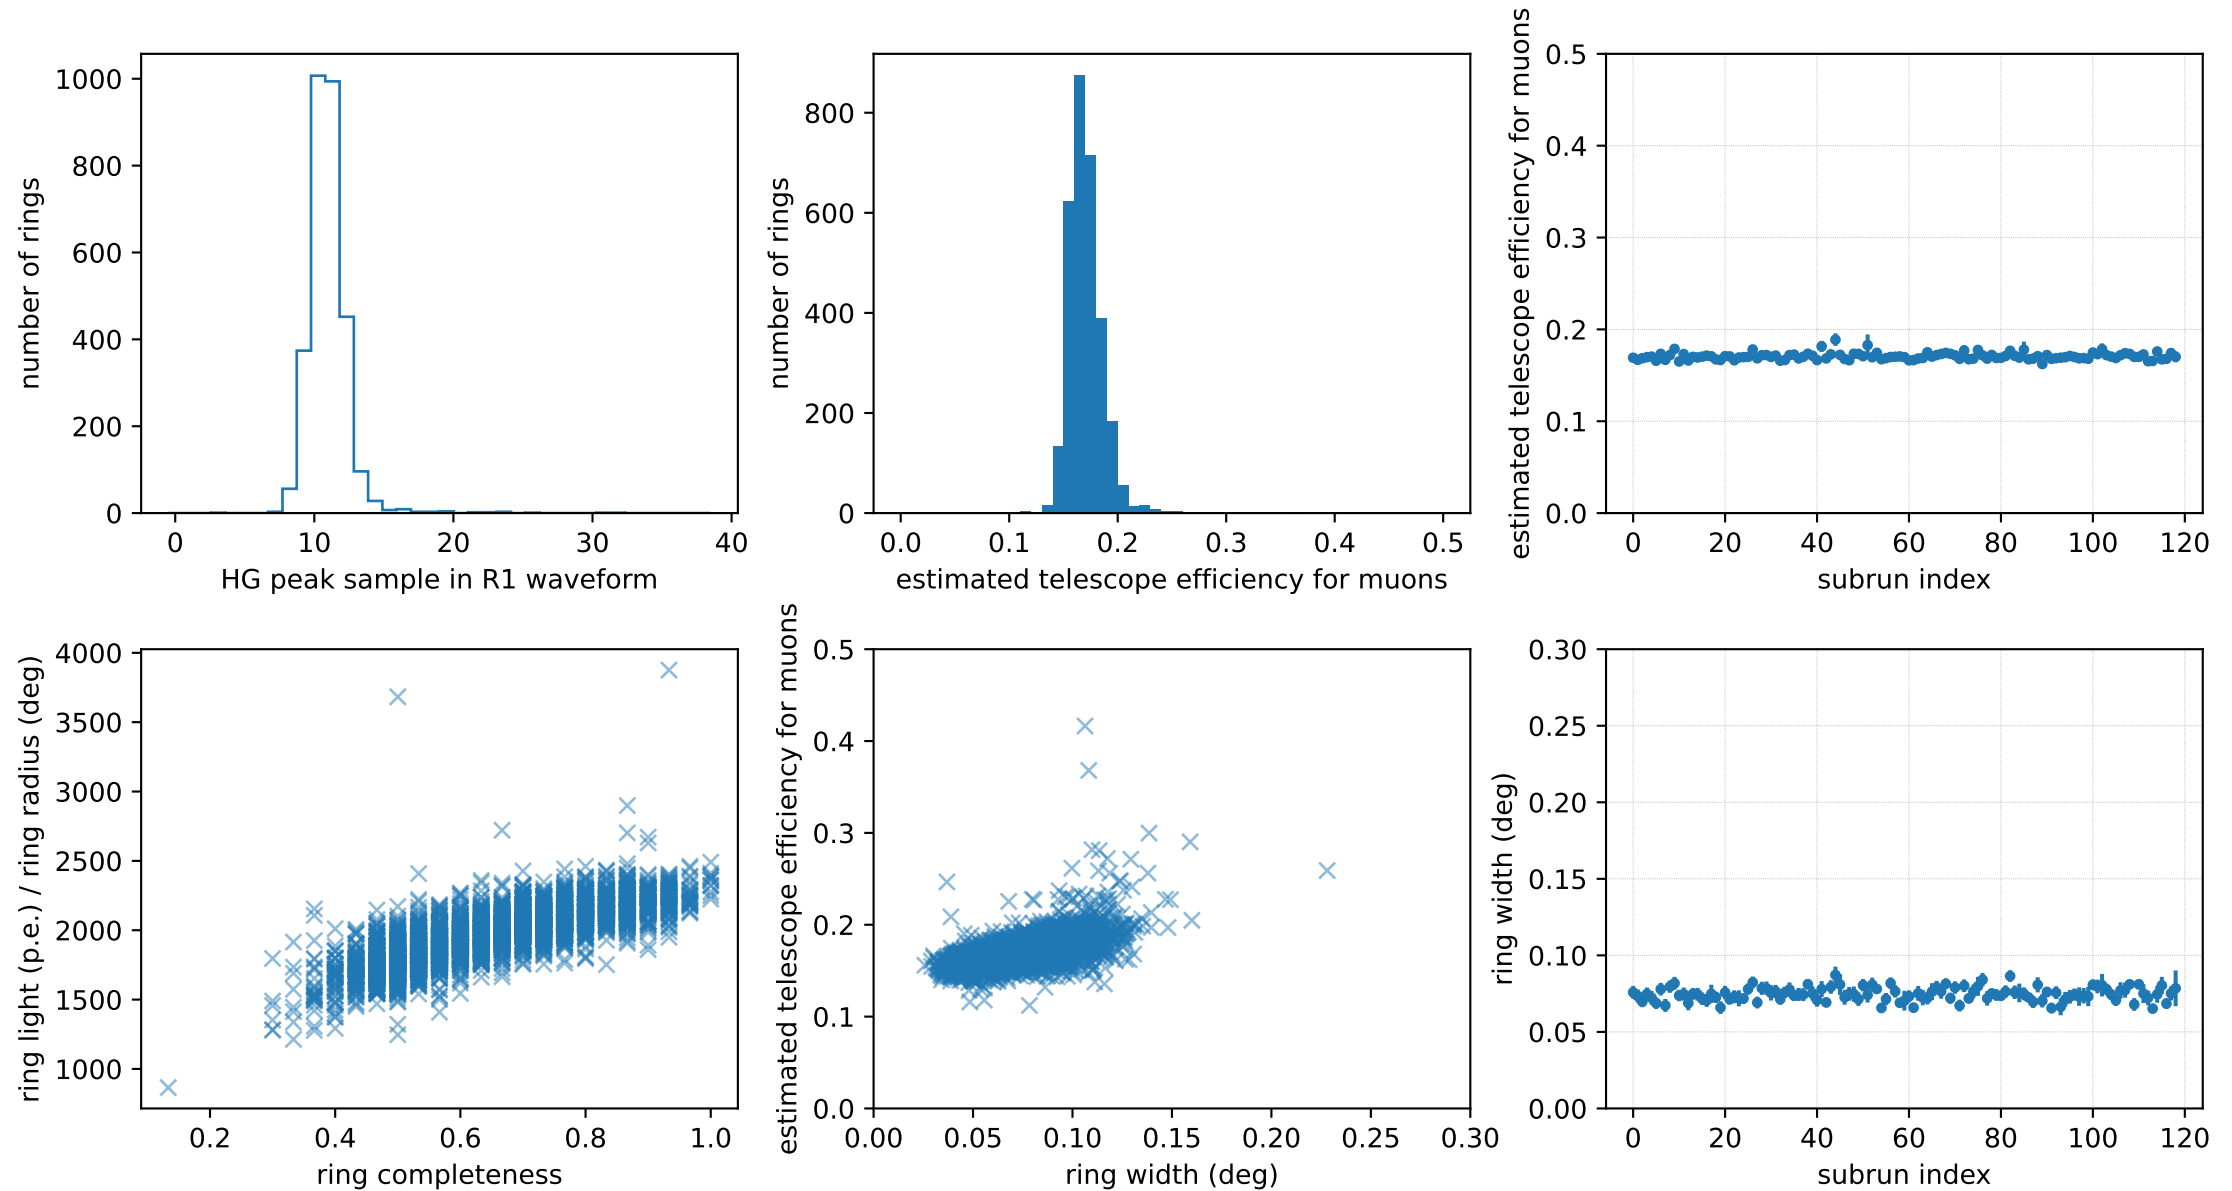 1000
800
600
400
200
0
number of rings
0 10 20 30 40
HG peak sample in R1 waveform
800
600
400
200
0
number of rings
0.0 0.1 0.2 0.3 0.4 0.5
estimated telescope efficiency for muons
0.5
0.4
0.3
0.2
0.1
0.0
estimated telescope efficiency for muons
0 20 40 60 80 100 120
subrun index
4000
3500
3000
2500
2000
1500
1000
ring light (p.e.) / ring radius (deg)
0.2 0.4 0.6 0.8 1.0
ring completeness
0.5
0.4
0.3
0.2
0.1
0.0
estimated telescope efficiency for muons
0.00 0.05 0.10 0.15 0.20 0.25 0.30
ring width (deg)
0.30
0.25
0.20
0.15
0.10
0.05
0.00
ring width (deg)
0 20 40 60 80 100 120
subrun index